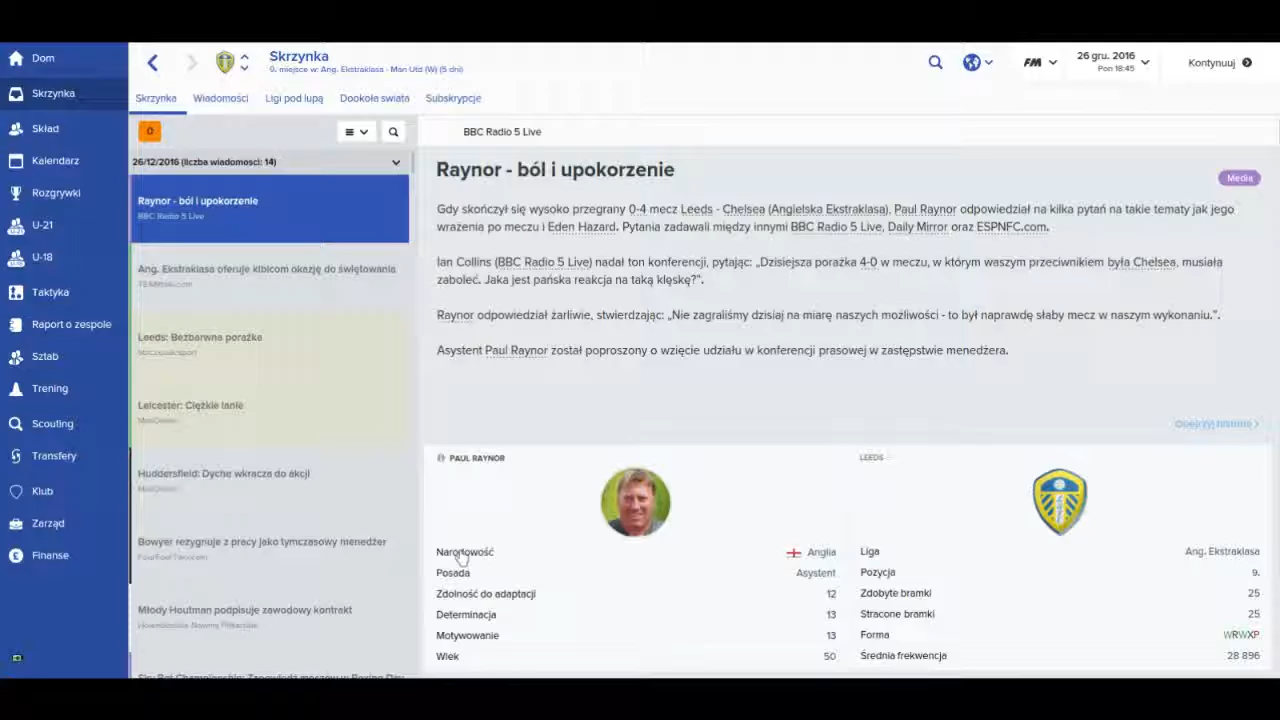 Dom
Skrzynka
Skład
Kalendarz
Rozgrywki
U-21
U-18
Taktyka
Raport o zespole
Sztab
Trening
Scouting
Transfery
Klub
Zarząd
Finanse
Skrzynka
9. miejsce w: Ang. Ekstraklasa - Man Utd (W) (5 dni)
FM
26 gru. 2016
Pon 18:45
Kontynuuj
Skrzynka Wiadomości Ligi pod lupą Dookoła świata Subskrypcje
0
26/12/2016 (liczba wiadomości: 14)
Raynor - ból i upokorzenie
BBC Radio 5 Live
Ang. Ekstraklasa oferuje kibicom okazję do świętowania
Leeds: Bezbarwna porażka
Leicester: Ciężkie lanie
Huddersfield: Dyche wkracza do akcji
Bowyer rezygnuje z pracy jako tymczasowy menedżer
Młody Houtman podpisuje zawodowy kontrakt
Sky Bet Championship: Zapowiedź meczów w Boxing Day
BBC Radio 5 Live
Raynor - ból i upokorzenie
Media
Gdy skończył się wysoko przegrany 0-4 mecz Leeds - Chelsea (Angielska Ekstraklasa), Paul Raynor odpowiedział na kilka pytań na takie tematy jak jego
wrażenia po meczu i Eden Hazard. Pytania zadawali między innymi BBC Radio 5 Live, Daily Mirror oraz ESPNFC.com.
Ian Collins (BBC Radio 5 Live) nadał ton konferencji, pytając: „Dzisiejsza porażka 4-0 w meczu, w którym waszym przeciwnikiem była Chelsea, musiała
zaboleć. Jaka jest pańska reakcja na taką klęskę?”.
Raynor odpowiedział żarliwie, stwierdzając: „Nie zagraliśmy dzisiaj na miarę naszych możliwości - to był naprawdę słaby mecz w naszym wykonaniu.”.
Asystent Paul Raynor został poproszony o wzięcie udziału w konferencji prasowej w zastępstwie menedżera.
Obejrzyj historię
PAUL RAYNOR
Narodowość Anglia
Posada Asystent
Zdolność do adaptacji 12
Determinacja 13
Motywowanie 13
Wiek 50
LEEDS
Liga Ang. Ekstraklasa
Pozycja 9.
Zdobyte bramki 25
Stracone bramki 25
Forma WRWXP
Średnia frekwencja 28 896